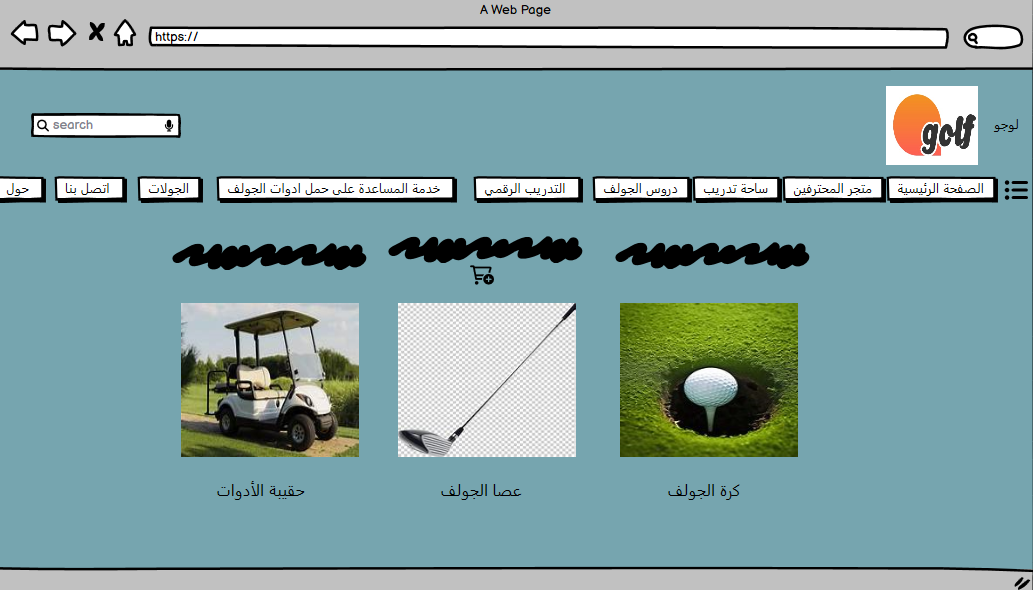 A Web Page
https://
search
golf
لوجو
الصفحة الرئيسية
متجر المحترفين
ساحة تدريب
دروس الجولف
التدريب الرقمي
خدمة المساعدة على حمل ادوات الجولف
الجولات
اتصل بنا
حول
كرة الجولف
عصا الجولف
حقيبة الأدوات